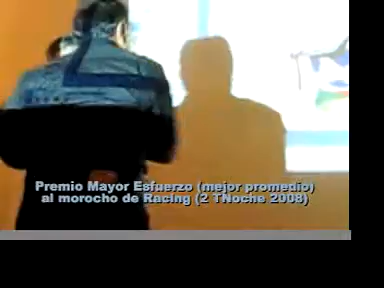 Premio Mayor Esfuerzo (mejor promedio)
al morocho de Racing (2 TNoche 2008)